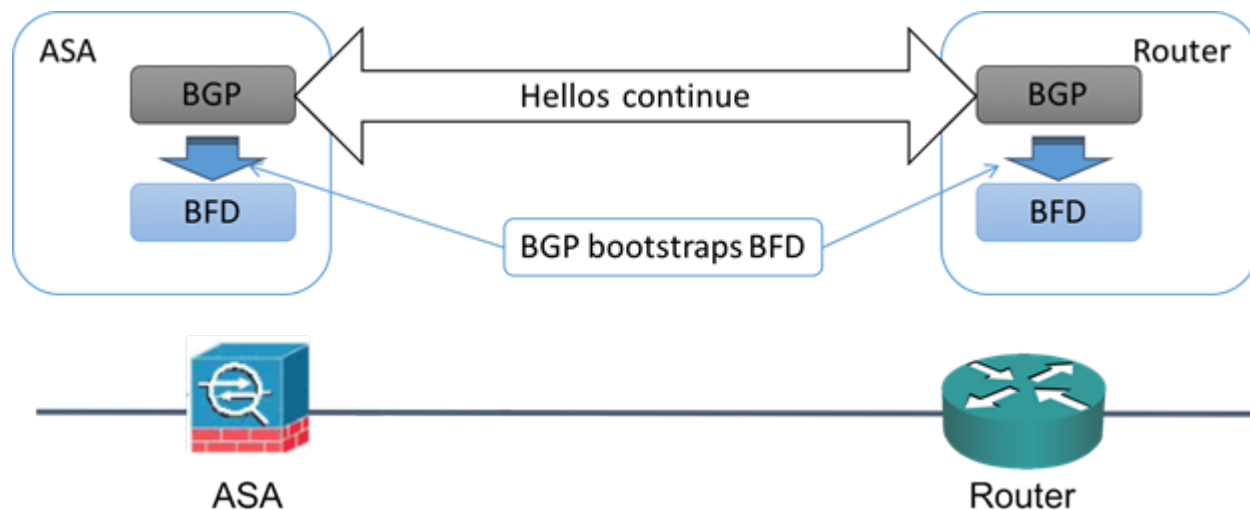 ASA
Router
BGP
Hellos continue
BGP
BFD
BFD
BGP bootstraps BFD
ASA
Router